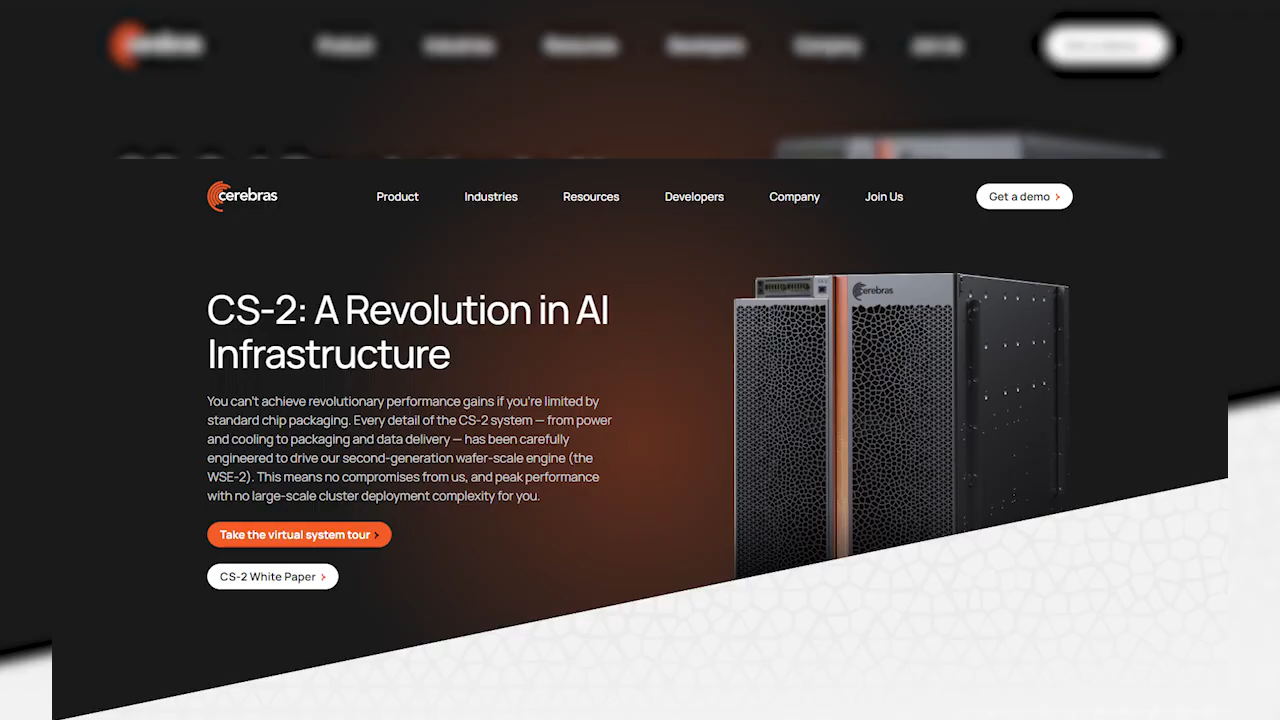 cerebras
Product
Industries
Resources
Developers
Company
Join Us
Get a demo
cerebras
CS-2: A Revolution in AI
Infrastructure
You can't achieve revolutionary performance gains if you're limited by
standard chip packaging. Every detail of the CS-2 system — from power
and cooling to packaging and data delivery — has been carefully
engineered to drive our second-generation wafer-scale engine (the
WSE-2). This means no compromises from us, and peak performance
with no large-scale cluster deployment complexity for you.
Take the virtual system tour
CS-2 White Paper